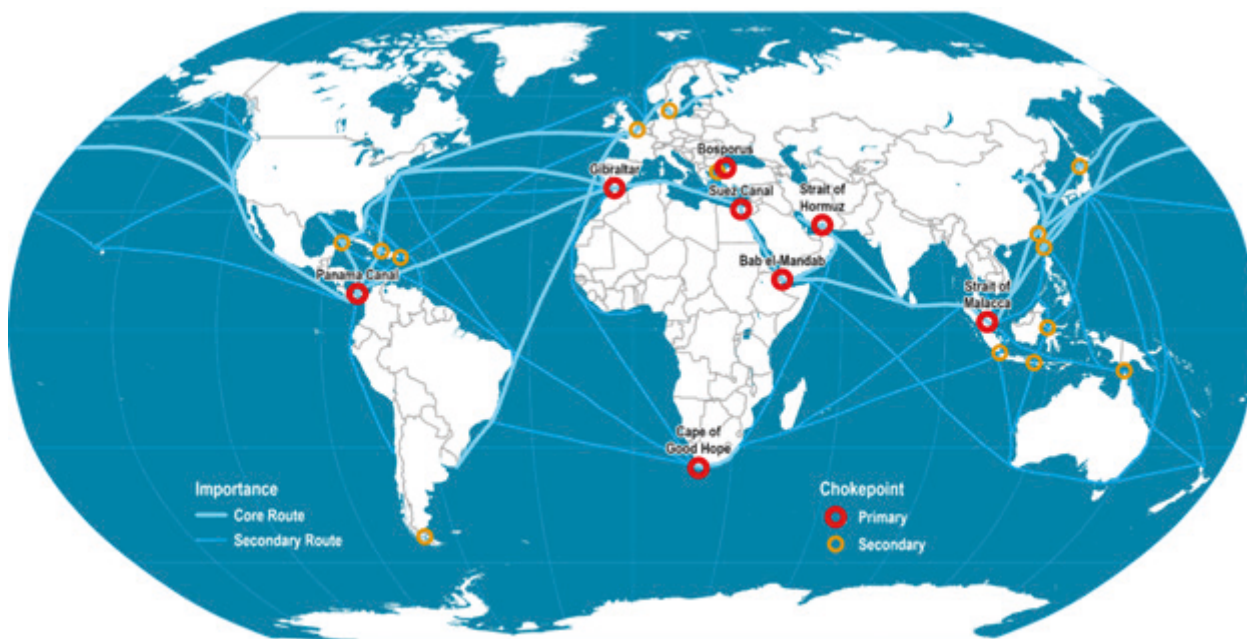 Bosporus
Gibraltar
Suez Canal
Strait of
Hormuz
Bab el-Mandab
Panama Canal
Strait of
Malacca
Cape of
Good Hope
Importance
Core Route
Secondary Route
Chokepoint
Primary
Secondary